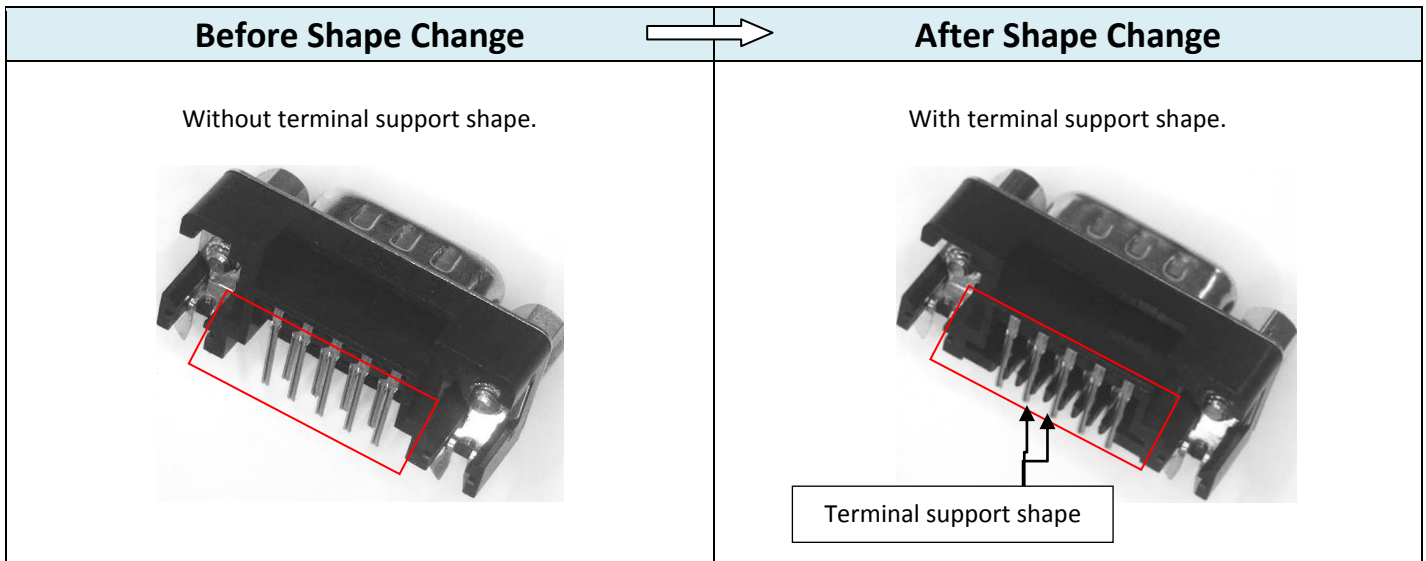 Before Shape Change
After Shape Change
Without terminal support shape.
With terminal support shape.
Terminal support shape